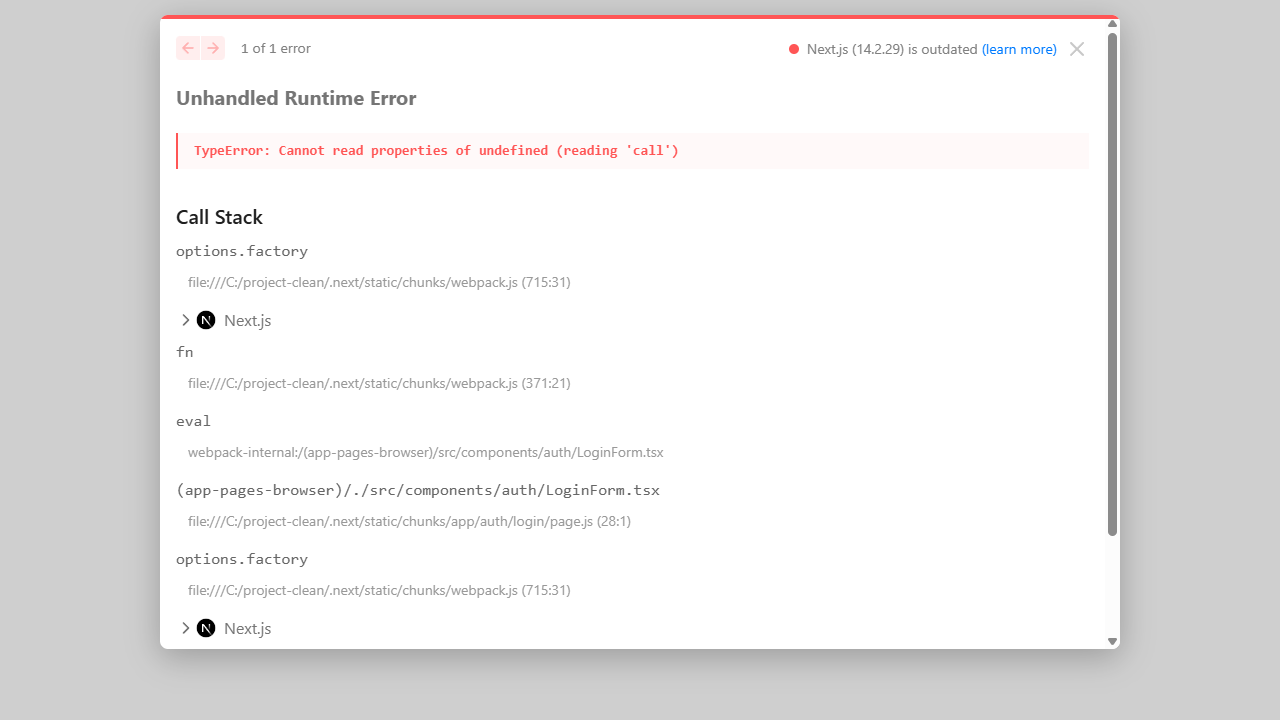 1 of 1 error
Next.js (14.2.29) is outdated (learn more)
Unhandled Runtime Error
TypeError: Cannot read properties of undefined (reading 'call')
Call Stack
options.factory
file:///C:/project-clean/.next/static/chunks/webpack.js (715:31)
Next.js
fn
file:///C:/project-clean/.next/static/chunks/webpack.js (371:21)
eval
webpack-internal:/(app-pages-browser)/src/components/auth/LoginForm.tsx
(app-pages-browser)/./src/components/auth/LoginForm.tsx
file:///C:/project-clean/.next/static/chunks/app/auth/login/page.js (28:1)
options.factory
file:///C:/project-clean/.next/static/chunks/webpack.js (715:31)
Next.js